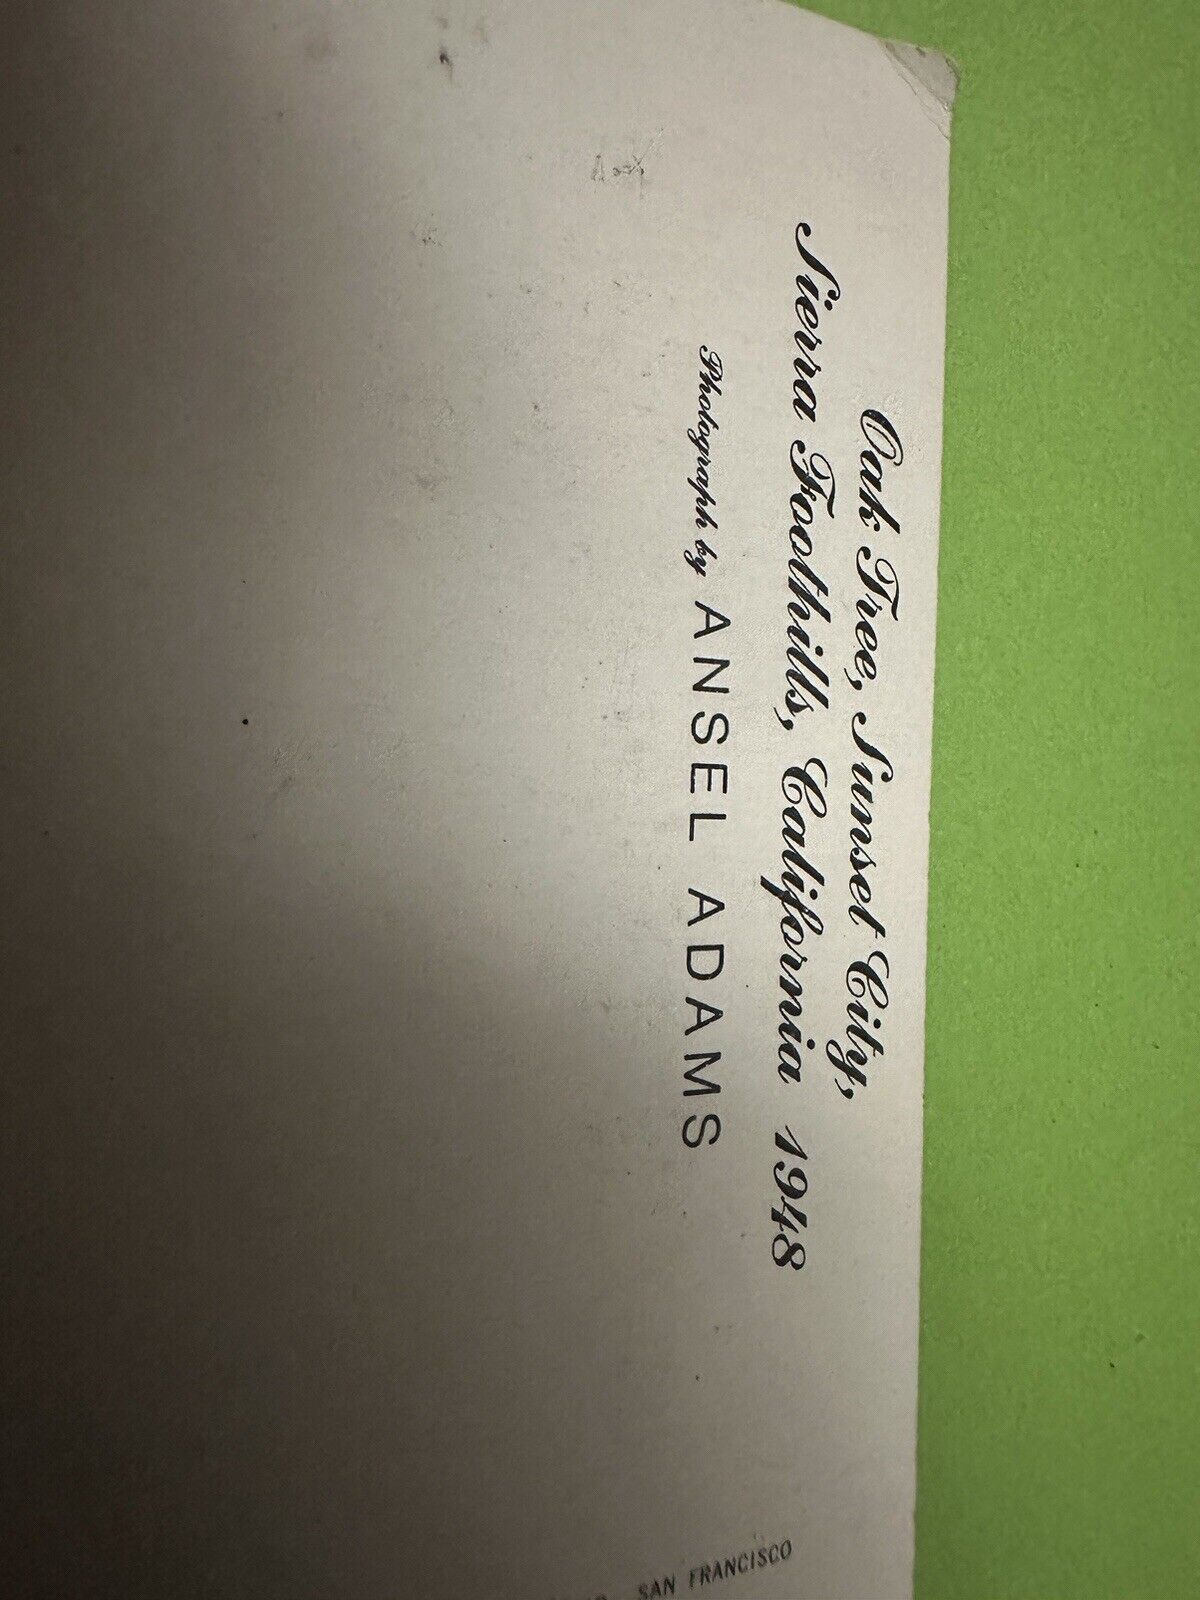 Oak Tree, Sunset City,
Sierra Foothills, California 1948
Photograph by ANSEL ADAMS
SAN FRANCISCO